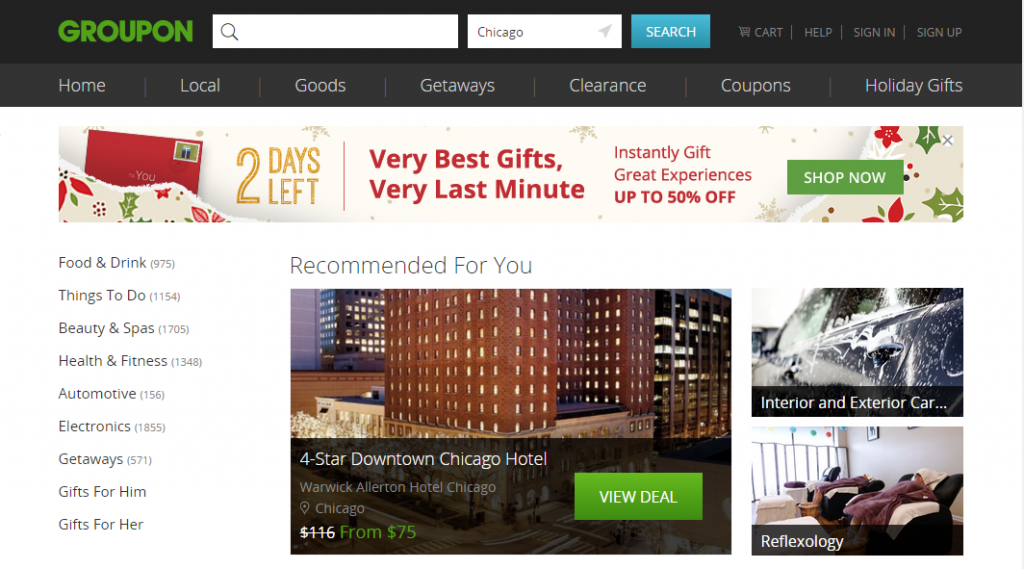 GROUPON
Chicago
SEARCH
CART
HELP
SIGN IN
SIGN UP
Home
Local
Goods
Getaways
Clearance
Coupons
Holiday Gifts
You
2 DAYS
LEFT
Very Best Gifts,
Very Last Minute
Instantly Gift
Great Experiences
UP TO 50% OFF
SHOP NOW
Food & Drink (975)
Things To Do (1154)
Beauty & Spas (1705)
Health & Fitness (1348)
Automotive (156)
Electronics (1855)
Getaways (571)
Gifts For Him
Gifts For Her
Recommended For You
4-Star Downtown Chicago Hotel
Warwick Allerton Hotel Chicago
Chicago
$116 From $75
VIEW DEAL
Interior and Exterior Car...
Reflexology